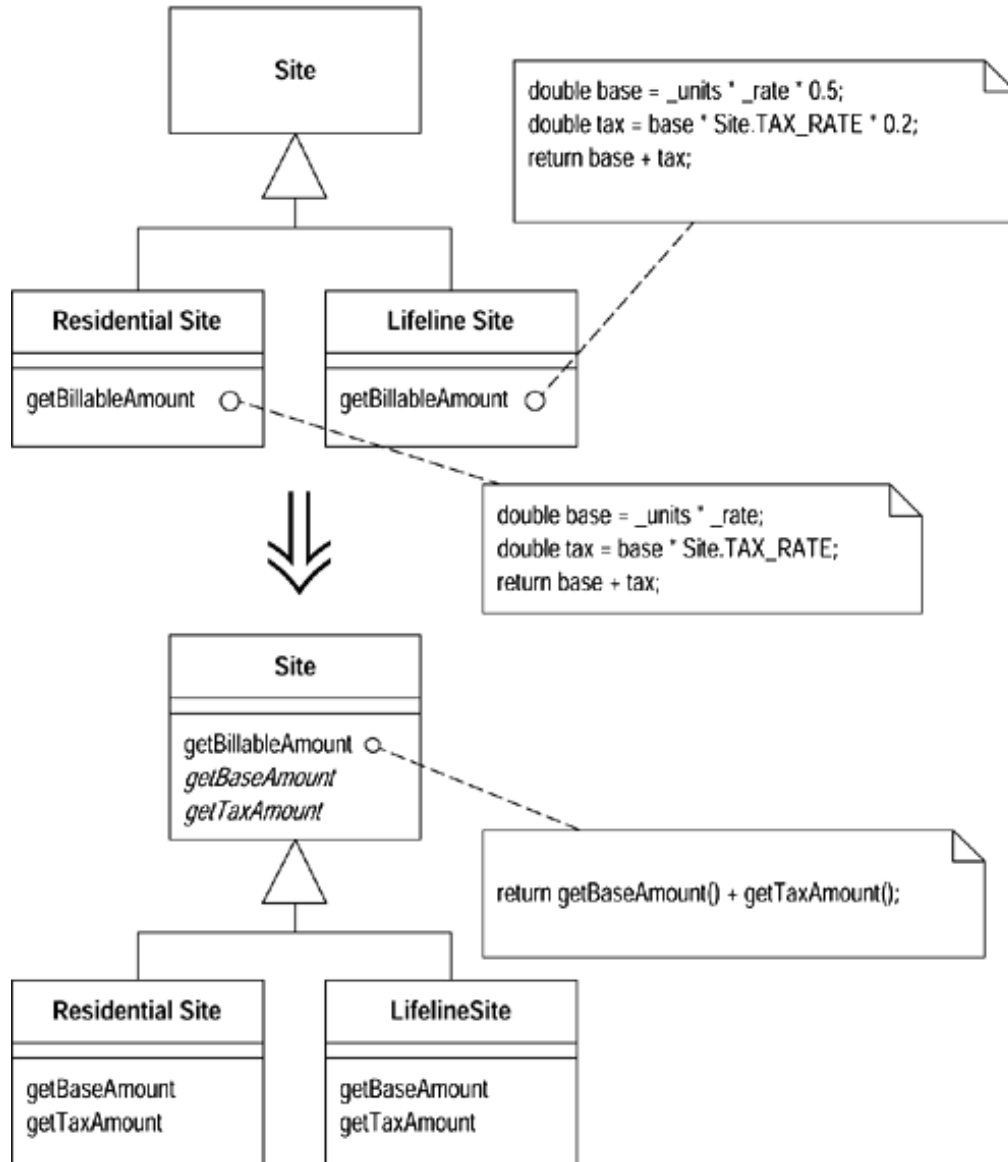 Site
double base = _units * _rate * 0.5;
double tax = base * Site.TAX_RATE * 0.2;
return base + tax;
Residential Site
getBillableAmount
Lifeline Site
getBillableAmount
double base = _units * _rate;
double tax = base * Site.TAX_RATE;
return base + tax;
Site
getBillableAmount
getBaseAmount
getTaxAmount
return getBaseAmount() + getTaxAmount();
Residential Site
getBaseAmount
getTaxAmount
LifelineSite
getBaseAmount
getTaxAmount